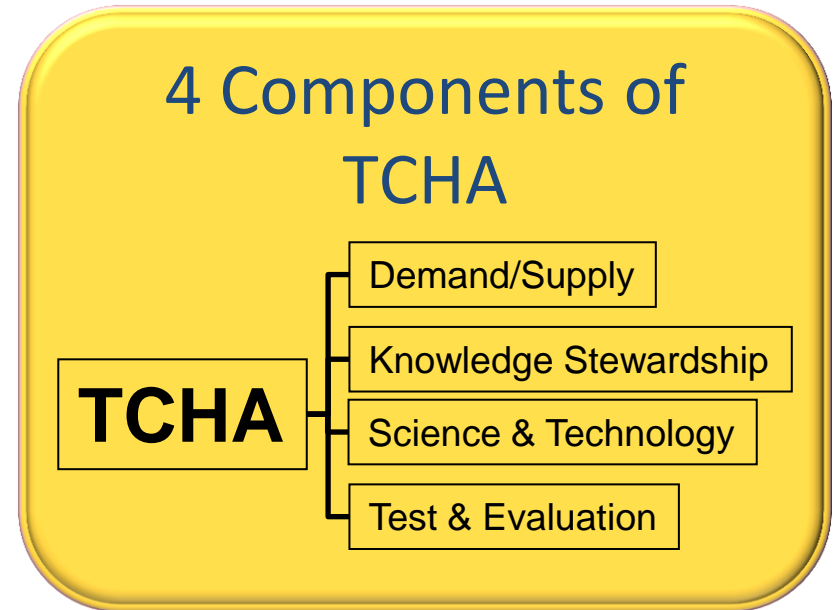 4 Components of
TCHA
Demand/Supply
Knowledge Stewardship
TCHA
Science & Technology
Test & Evaluation